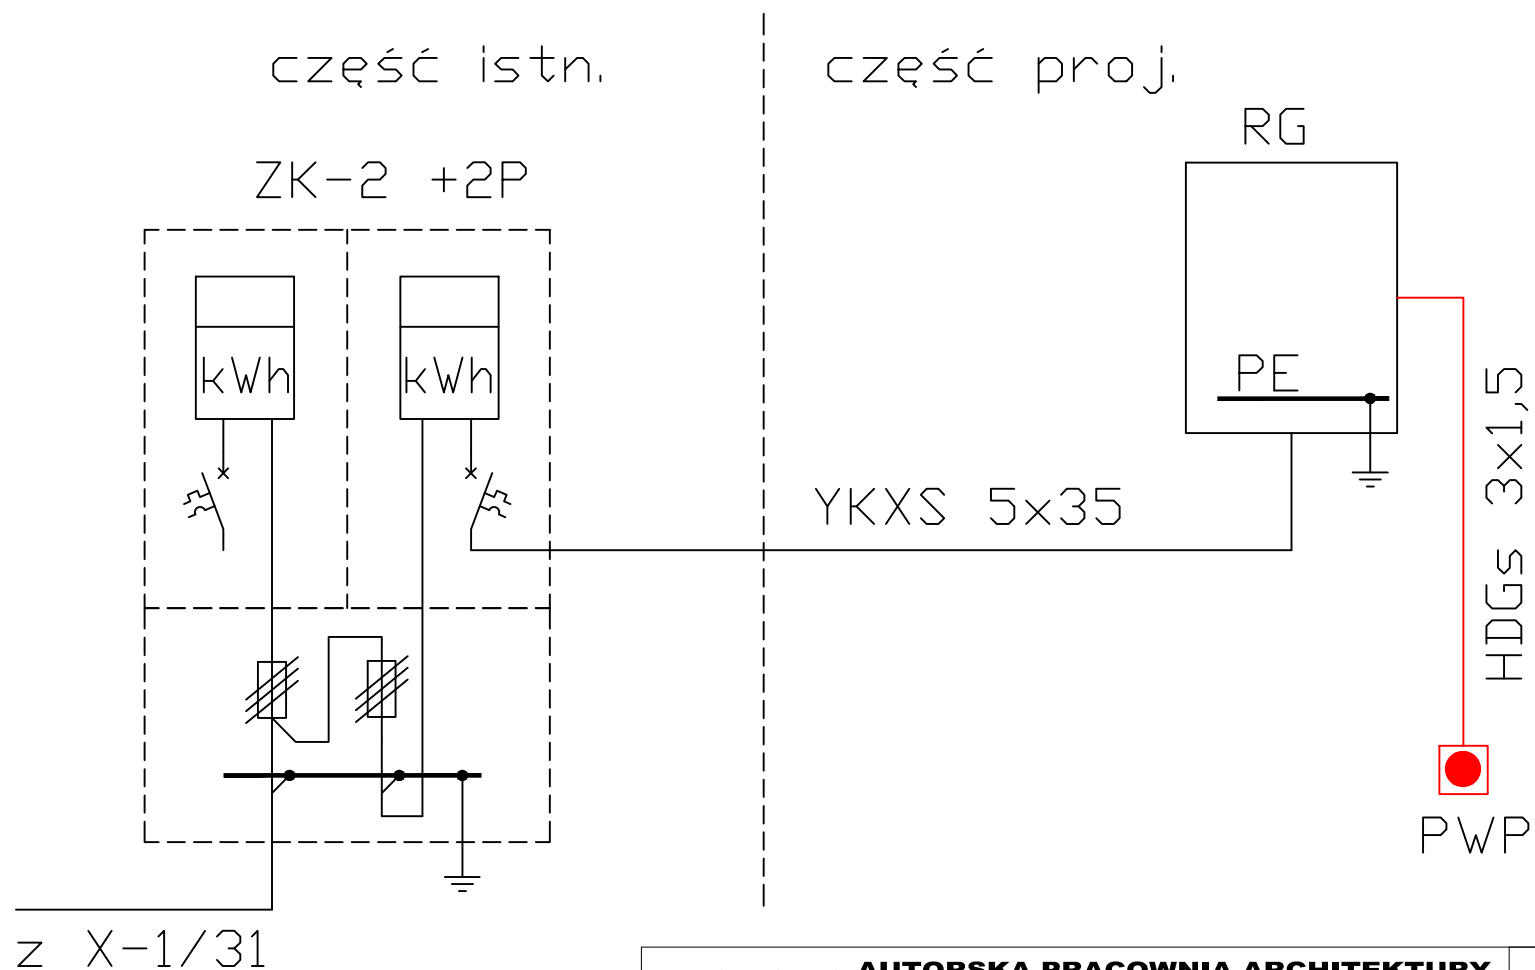 część istn.
część proj.
RG
ZK-2 +2P
kWh
kWh
PE
YKXS 5x35
HDGs 3x1,5
PWP
z X-1/31
AUTORSKA PRACOWNIA ARCHITEKTURY